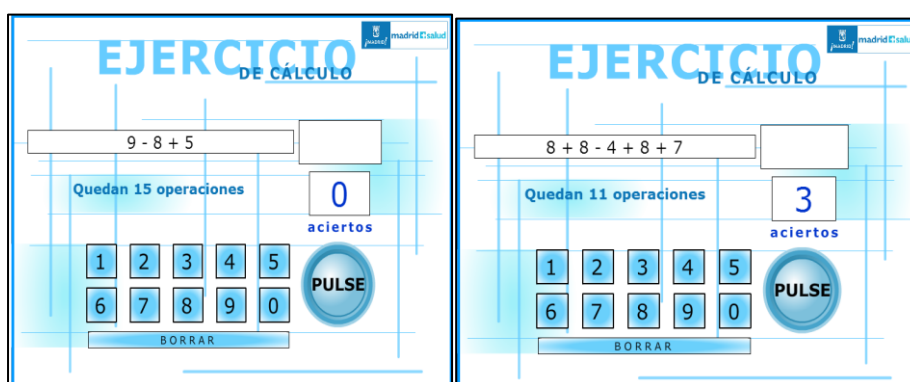 ¡MADRID!
madrid salud
EJERCICIO
DE CÁLCULO
9 - 8 + 5
Quedan 15 operaciones
0
aciertos
1 2 3 4 5
6 7 8 9 0
PULSE
BORRAR
¡MADRID!
madrid salud
EJERCICIO
DE CÁLCULO
8 + 8 - 4 + 8 + 7
Quedan 11 operaciones
3
aciertos
1 2 3 4 5
6 7 8 9 0
PULSE
BORRAR